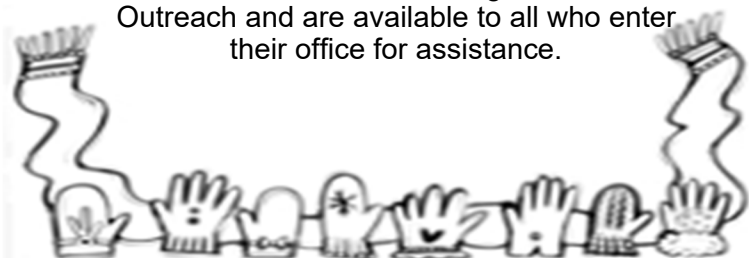 Outreach and are available to all who enter
their office for assistance.